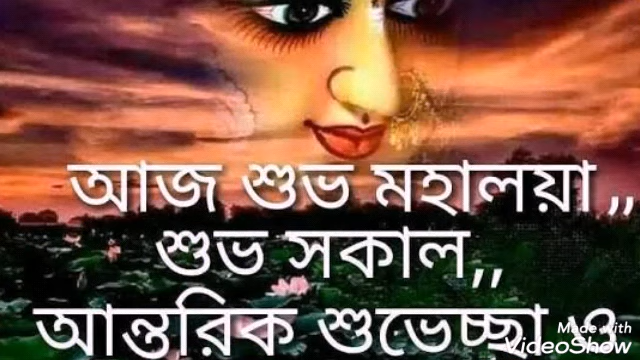 আজ শুভ মহালয়া,,
শুভ সকাল,,
আন্তরিক শুভেচ্ছা ও
Made with
VideoShow